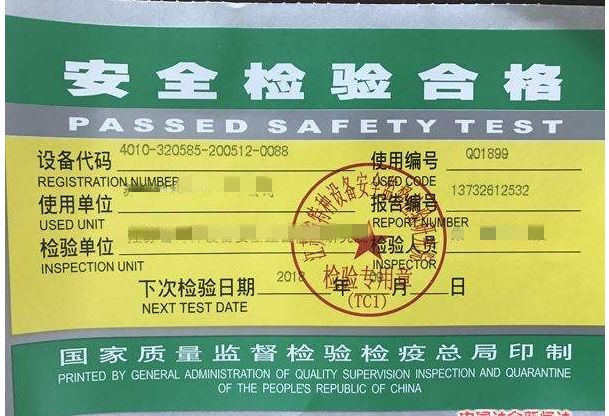 安全检验合格
PASSED SAFETY TEST
设备代码 4010-320585-200512-0088 使用编号 Q01899
REGISTRATION NUMBER USED CODE
使用单位 公司 报告编号 13732612532
USED UNIT REPORT NUMBER
检验单位 检验人员
INSPECTION UNIT INSPECTOR
下次检验日期 2018 年 月 日
NEXT TEST DATE
检验专用章
(TC1)
国家质量监督检验检疫总局印制
PRINTED BY GENERAL ADMINISTRATION OF QUALITY SUPERVISION INSPECTION AND QUARANTINE
OF THE PEOPLE'S REPUBLIC OF CHINA